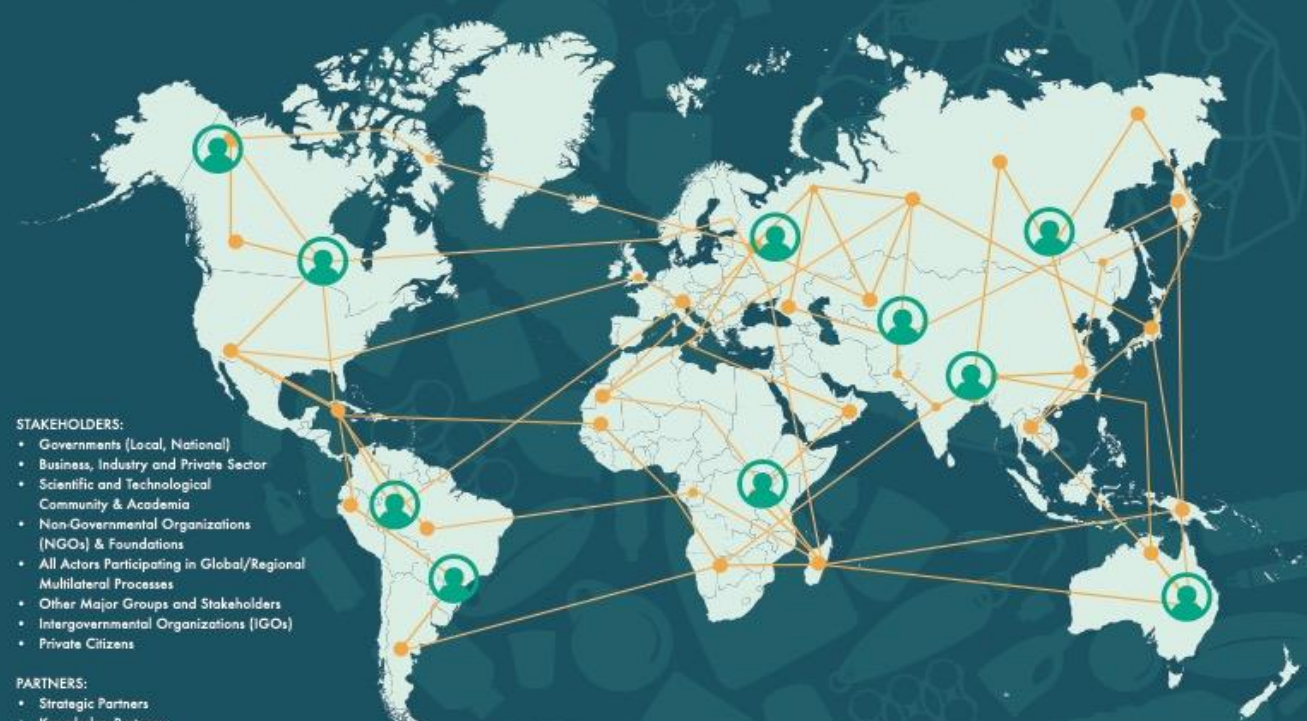 STAKEHOLDERS:
• Governments (Local, National)
• Business, Industry and Private Sector
• Scientific and Technological
Community & Academia
• Non-Governmental Organizations
(NGOs) & Foundations
• All Actors Participating in Global/Regional
Multilateral Processes
• Other Major Groups and Stakeholders
• Intergovernmental Organizations (IGOs)
• Private Citizens
PARTNERS:
• Strategic Partners